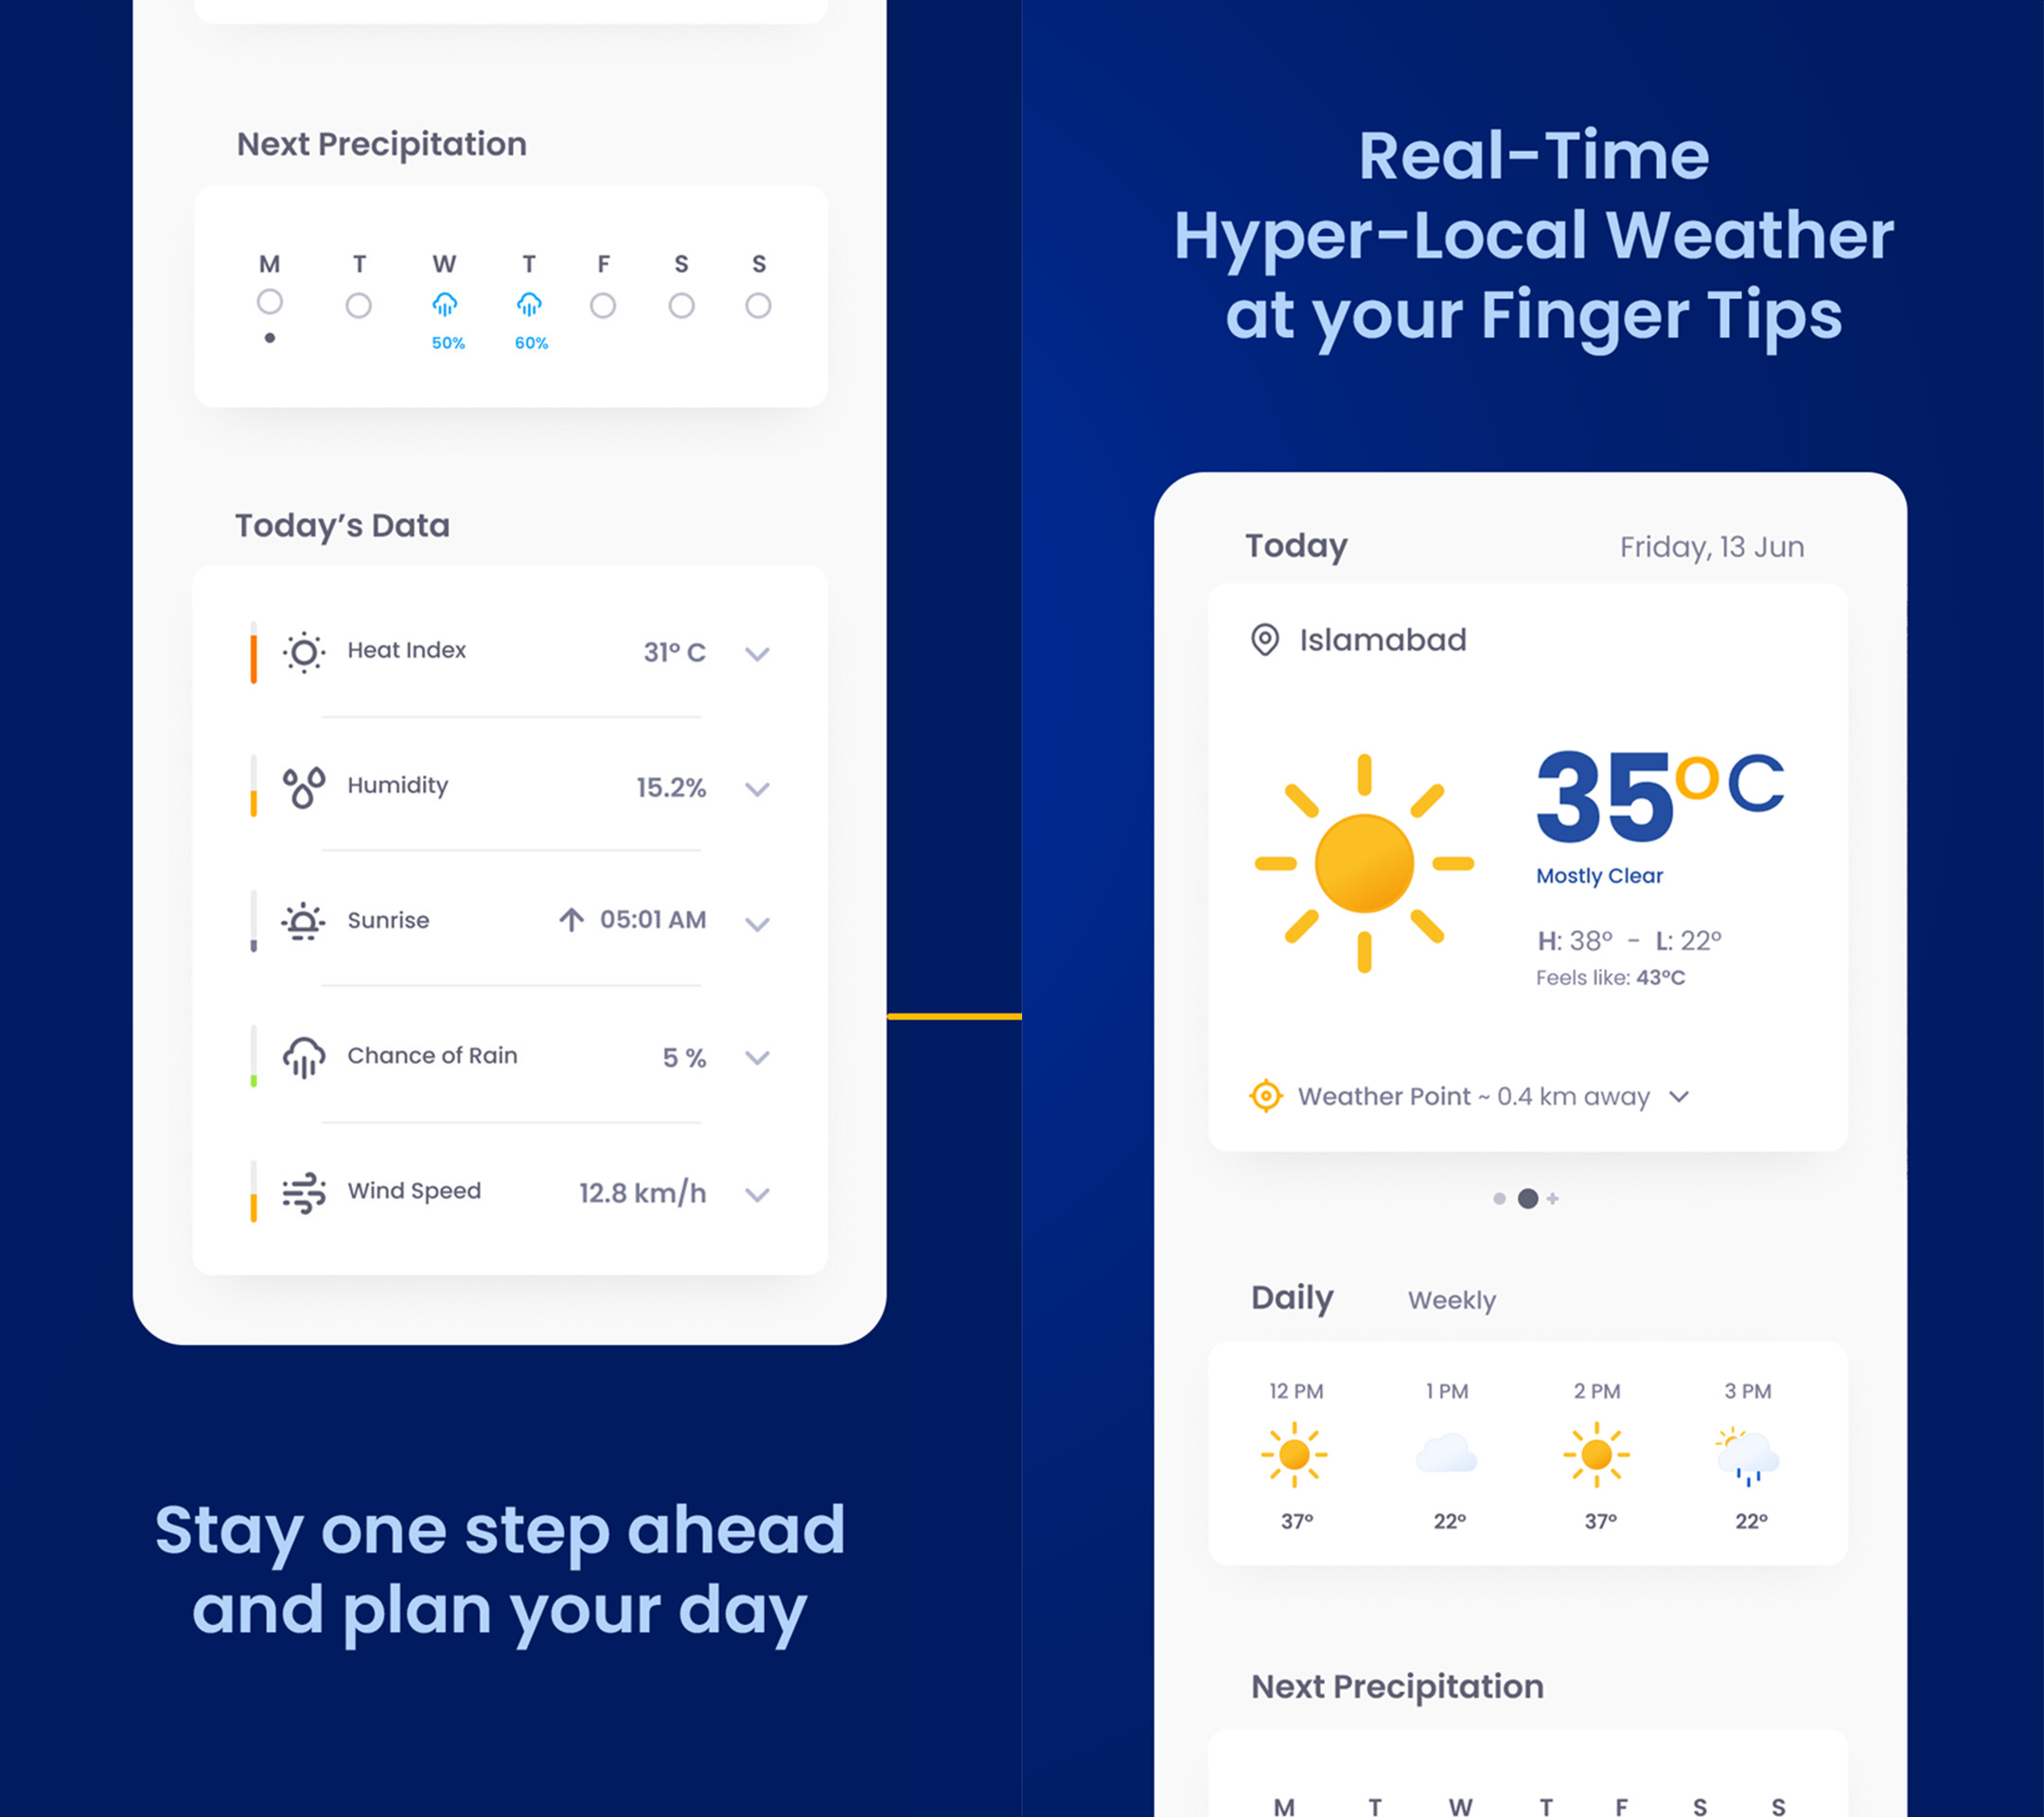 Next Precipitation
M T W T F S S
50% 60%
Today’s Data
Heat Index 31° C
Humidity 15.2%
Sunrise 05:01 AM
Chance of Rain 5 %
Wind Speed 12.8 km/h
Stay one step ahead
and plan your day
Real-Time
Hyper-Local Weather
at your Finger Tips
Today Friday, 13 Jun
Islamabad
35°C
Mostly Clear
H: 38° - L: 22°
Feels like: 43°C
Weather Point ~ 0.4 km away
Daily Weekly
12 PM 1 PM 2 PM 3 PM
37° 22° 37° 22°
Next Precipitation
M T W T F S S